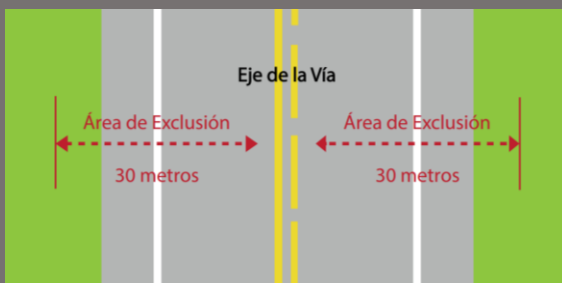 Eje de la Vía
Área de Exclusión
30 metros
Área de Exclusión
30 metros